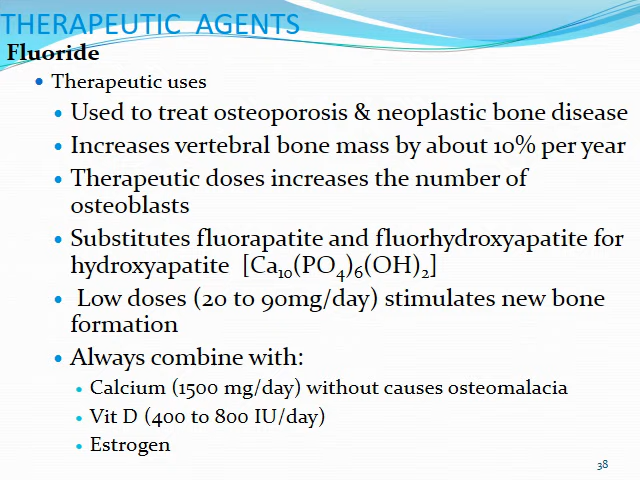 THERAPEUTIC AGENTS
Fluoride
• Therapeutic uses
• Used to treat osteoporosis & neoplastic bone disease
• Increases vertebral bone mass by about 10% per year
• Therapeutic doses increases the number of
osteoblasts
• Substitutes fluorapatite and fluorhydroxyapatite for
hydroxyapatite [Ca₁₀(PO₄)₆(OH)₂]
• Low doses (20 to 90mg/day) stimulates new bone
formation
• Always combine with:
• Calcium (1500 mg/day) without causes osteomalacia
• Vit D (400 to 800 IU/day)
• Estrogen
38